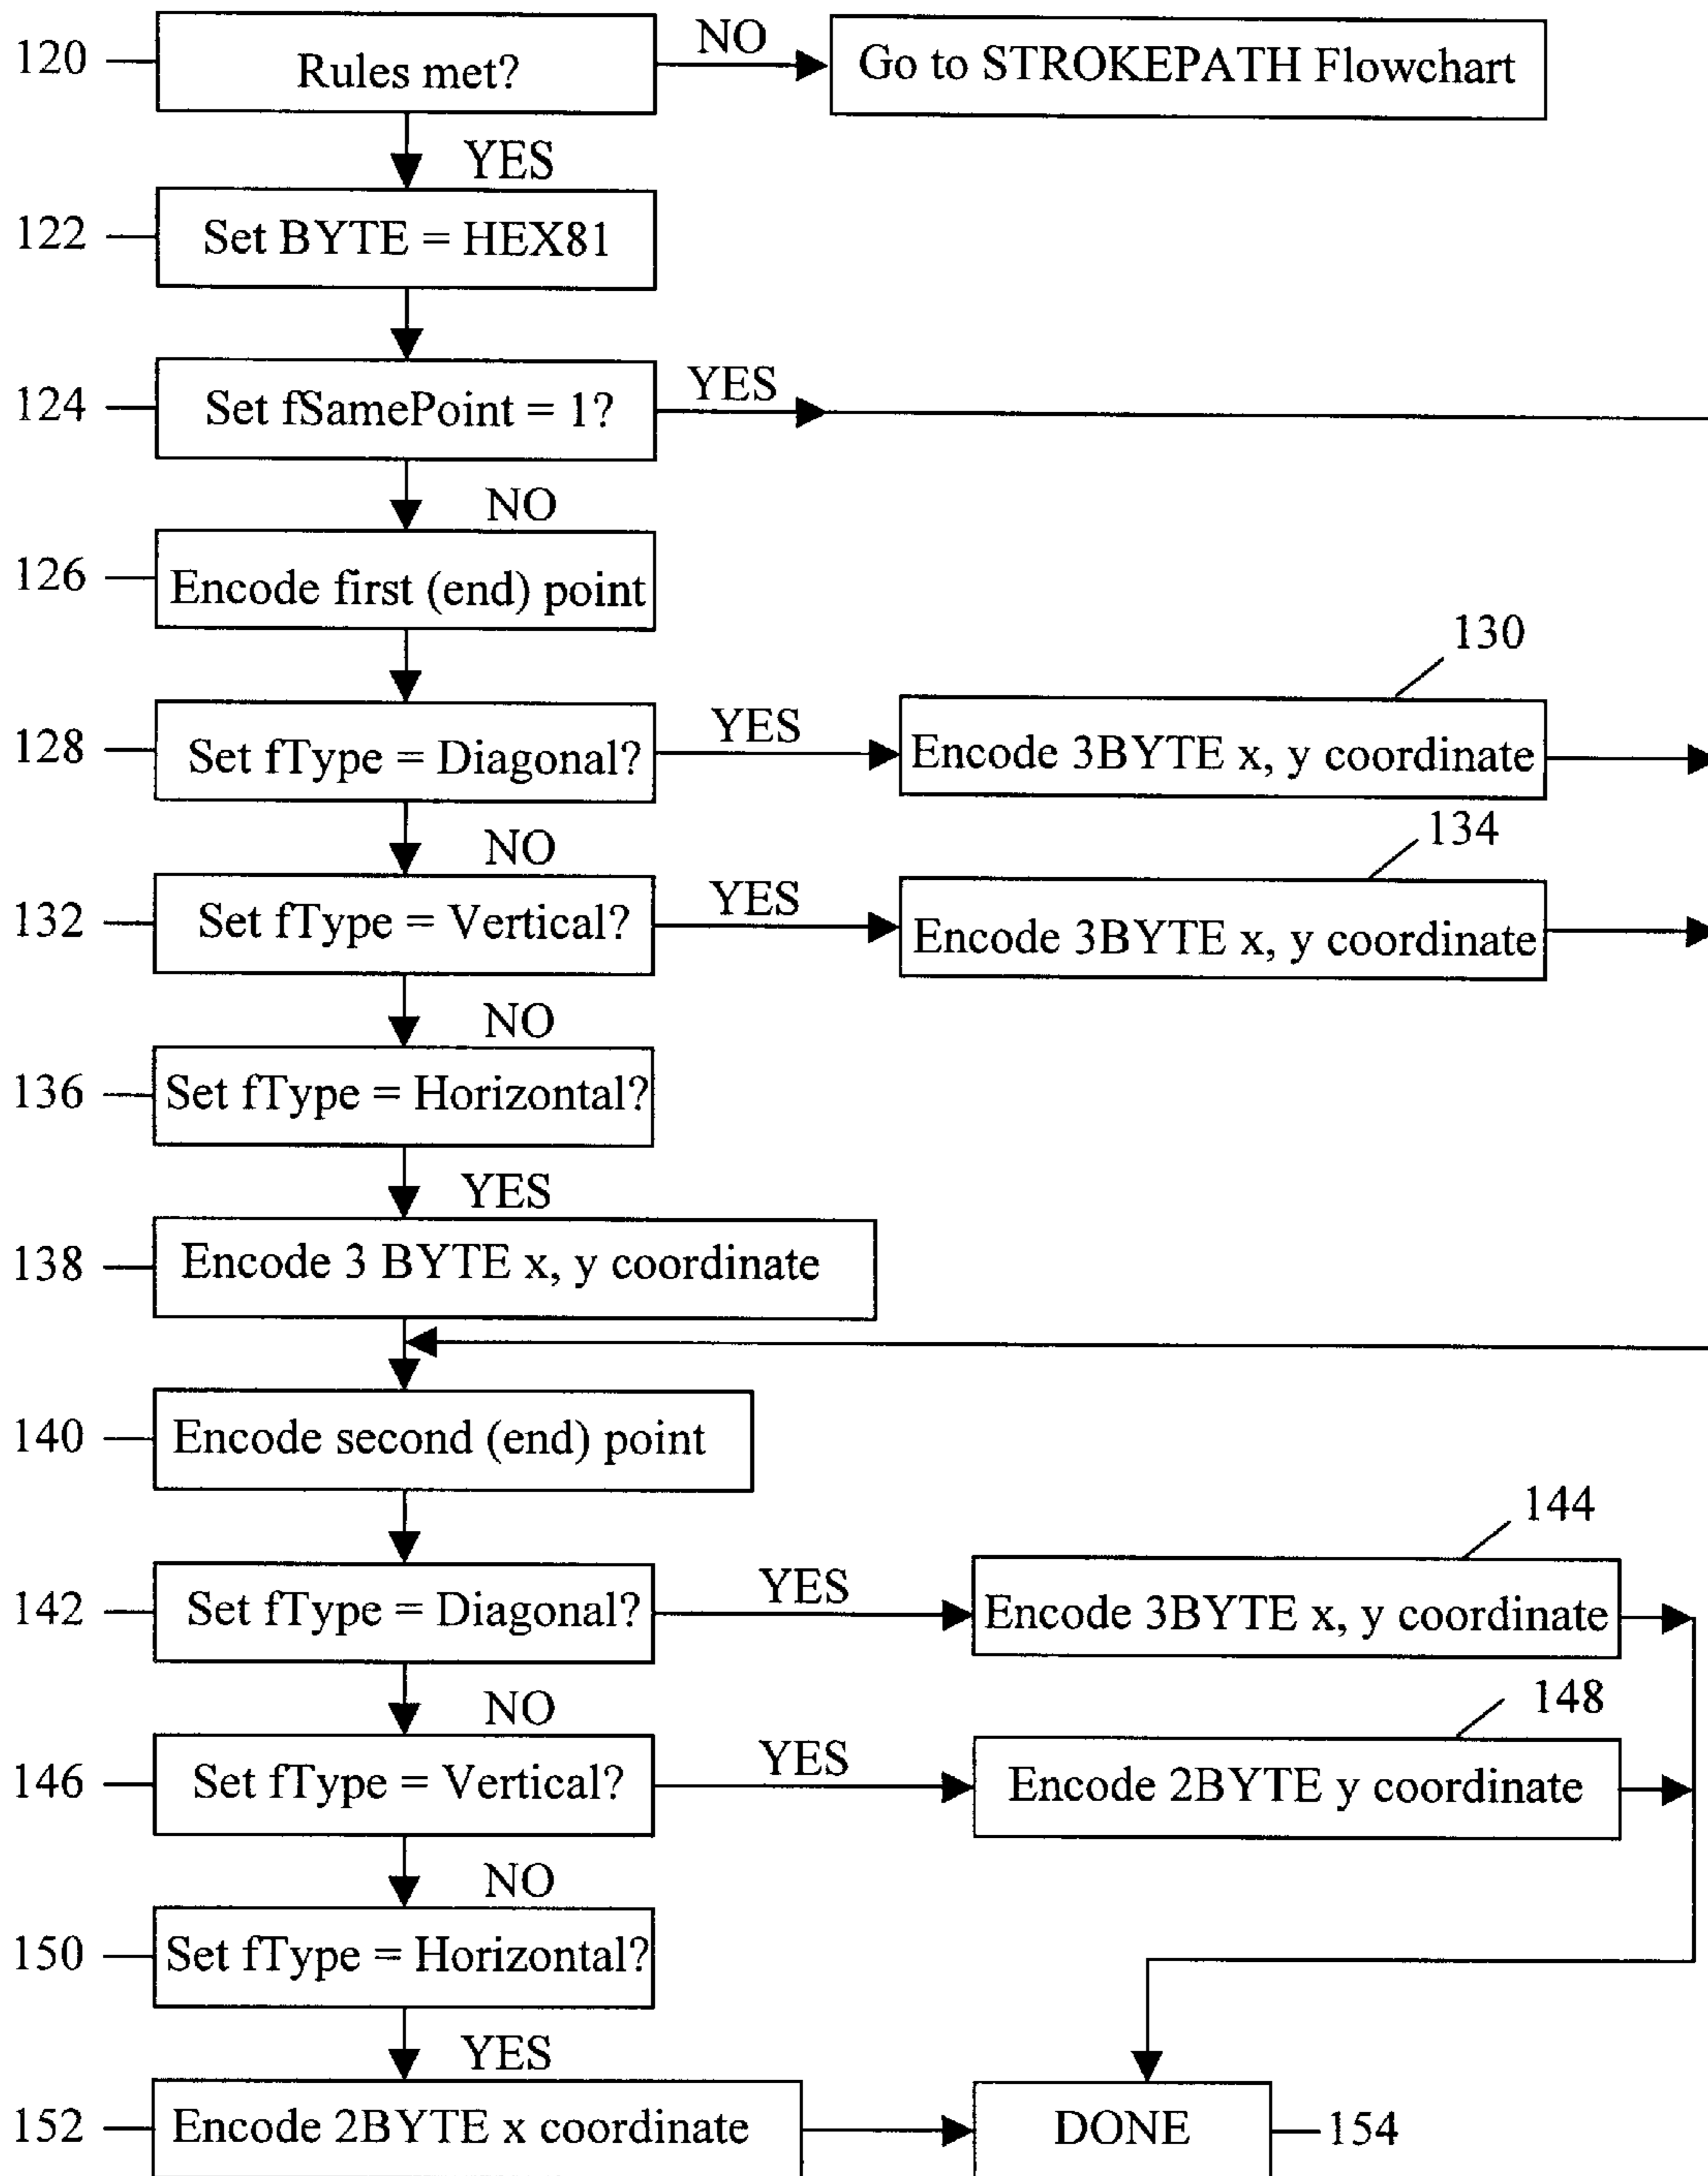 120
Rules met?
NO
Go to STROKEPATH Flowchart
YES
122
Set BYTE = HEX81
124
Set fSamePoint = 1?
YES
NO
126
Encode first (end) point
130
128
Set fType = Diagonal?
YES
Encode 3BYTE x, y coordinate
NO
134
132
Set fType = Vertical?
YES
Encode 3BYTE x, y coordinate
NO
136
Set fType = Horizontal?
YES
138
Encode 3 BYTE x, y coordinate
140
Encode second (end) point
144
142
Set fType = Diagonal?
YES
Encode 3BYTE x, y coordinate
NO
148
146
Set fType = Vertical?
YES
Encode 2BYTE y coordinate
NO
150
Set fType = Horizontal?
YES
152
Encode 2BYTE x coordinate
DONE
154